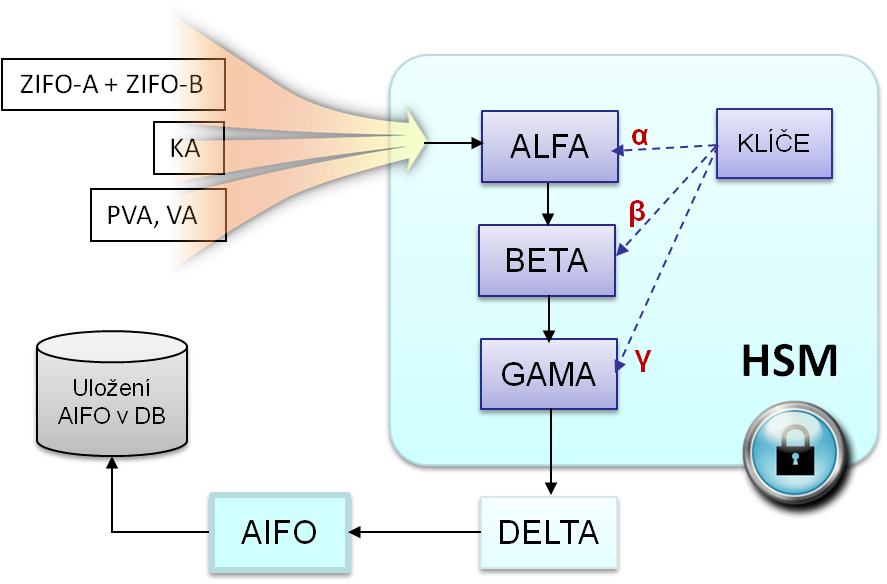 ZIFO-A + ZIFO-B
KA
PVA, VA
ALFA
α
KLÍČE
BETA
β
GAMA
γ
HSM
Uložení
AIFO v DB
AIFO
DELTA